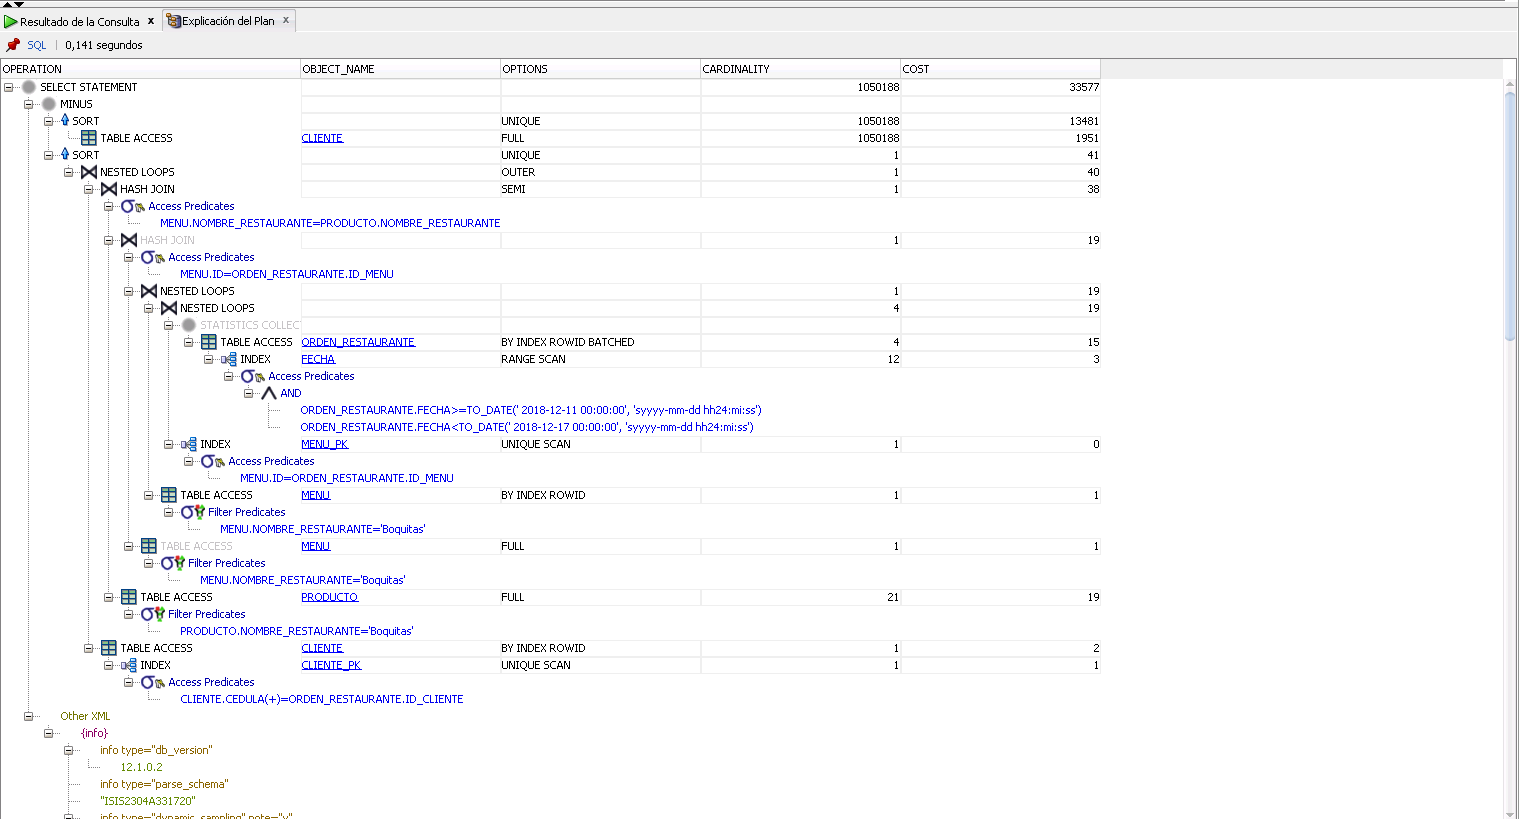 Resultado de la Consulta x Explicación del Plan x
SQL | 0,141 segundos
OPERATION OBJECT_NAME OPTIONS CARDINALITY COST
SELECT STATEMENT 1050188 33577
MINUS
SORT UNIQUE 1050188 13481
TABLE ACCESS CLIENTE FULL 1050188 1951
SORT UNIQUE 1 41
NESTED LOOPS OUTER 1 40
HASH JOIN SEMI 1 38
Access Predicates
MENU.NOMBRE_RESTAURANTE=PRODUCTO.NOMBRE_RESTAURANTE
HASH JOIN 1 19
Access Predicates
MENU.ID=ORDEN_RESTAURANTE.ID_MENU
NESTED LOOPS 1 19
NESTED LOOPS 4 19
STATISTICS COLLEC
TABLE ACCESS ORDEN_RESTAURANTE BY INDEX ROWID BATCHED 4 15
INDEX FECHA RANGE SCAN 12 3
Access Predicates
AND
ORDEN_RESTAURANTE.FECHA>=TO_DATE(' 2018-12-11 00:00:00', 'syyyy-mm-dd hh24:mi:ss')
ORDEN_RESTAURANTE.FECHA<TO_DATE(' 2018-12-17 00:00:00', 'syyyy-mm-dd hh24:mi:ss')
INDEX MENU_PK UNIQUE SCAN 1 0
Access Predicates
MENU.ID=ORDEN_RESTAURANTE.ID_MENU
TABLE ACCESS MENU BY INDEX ROWID 1 1
Filter Predicates
MENU.NOMBRE_RESTAURANTE='Boquitas'
TABLE ACCESS MENU FULL 1 1
Filter Predicates
MENU.NOMBRE_RESTAURANTE='Boquitas'
TABLE ACCESS PRODUCTO FULL 21 19
Filter Predicates
PRODUCTO.NOMBRE_RESTAURANTE='Boquitas'
TABLE ACCESS CLIENTE BY INDEX ROWID 1 2
INDEX CLIENTE_PK UNIQUE SCAN 1 1
Access Predicates
CLIENTE.CEDULA(+)=ORDEN_RESTAURANTE.ID_CLIENTE
Other XML
{info}
info type="db_version"
12.1.0.2
info type="parse_schema"
"ISIS2304A331720"
info type="dynamic_sampling" note="y"